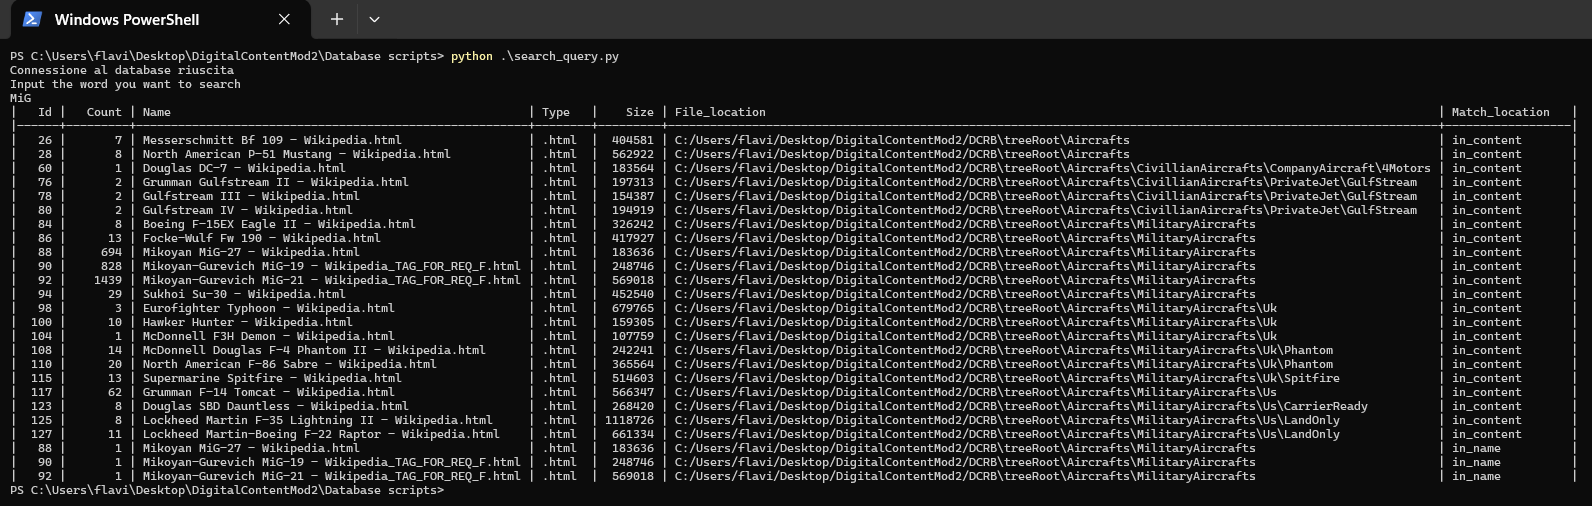 Windows PowerShell
PS C:\Users\flavi\Desktop\DigitalContentMod2\Database scripts> python .\search_query.py
Connessione al database riuscita
Input the word you want to search
MiG
| Id | Count | Name | Type | Size | File_location | Match_location |
| 26 | 7 | Messerschmitt Bf 109 - Wikipedia.html | .html | 404581 | C:/Users/flavi/Desktop/DigitalContentMod2/DCRB\treeRoot\Aircrafts | in_content |
| 28 | 8 | North American P-51 Mustang - Wikipedia.html | .html | 562922 | C:/Users/flavi/Desktop/DigitalContentMod2/DCRB\treeRoot\Aircrafts | in_content |
| 60 | 1 | Douglas DC-7 - Wikipedia.html | .html | 183564 | C:/Users/flavi/Desktop/DigitalContentMod2/DCRB\treeRoot\Aircrafts\CivillianAircrafts\CompanyAircraft\4Motors | in_content |
| 76 | 2 | Grumman Gulfstream II - Wikipedia.html | .html | 197313 | C:/Users/flavi/Desktop/DigitalContentMod2/DCRB\treeRoot\Aircrafts\CivillianAircrafts\PrivateJet\GulfStream | in_content |
| 78 | 2 | Gulfstream III - Wikipedia.html | .html | 154387 | C:/Users/flavi/Desktop/DigitalContentMod2/DCRB\treeRoot\Aircrafts\CivillianAircrafts\PrivateJet\GulfStream | in_content |
| 80 | 2 | Gulfstream IV - Wikipedia.html | .html | 194919 | C:/Users/flavi/Desktop/DigitalContentMod2/DCRB\treeRoot\Aircrafts\CivillianAircrafts\PrivateJet\GulfStream | in_content |
| 84 | 8 | Boeing F-15EX Eagle II - Wikipedia.html | .html | 326242 | C:/Users/flavi/Desktop/DigitalContentMod2/DCRB\treeRoot\Aircrafts\MilitaryAircrafts | in_content |
| 86 | 13 | Focke-Wulf Fw 190 - Wikipedia.html | .html | 417927 | C:/Users/flavi/Desktop/DigitalContentMod2/DCRB\treeRoot\Aircrafts\MilitaryAircrafts | in_content |
| 88 | 694 | Mikoyan MiG-27 - Wikipedia.html | .html | 183636 | C:/Users/flavi/Desktop/DigitalContentMod2/DCRB\treeRoot\Aircrafts\MilitaryAircrafts | in_content |
| 90 | 828 | Mikoyan-Gurevich MiG-19 - Wikipedia_TAG_FOR_REQ_F.html | .html | 248746 | C:/Users/flavi/Desktop/DigitalContentMod2/DCRB\treeRoot\Aircrafts\MilitaryAircrafts | in_content |
| 92 | 1439 | Mikoyan-Gurevich MiG-21 - Wikipedia_TAG_FOR_REQ_F.html | .html | 569018 | C:/Users/flavi/Desktop/DigitalContentMod2/DCRB\treeRoot\Aircrafts\MilitaryAircrafts | in_content |
| 94 | 29 | Sukhoi Su-30 - Wikipedia.html | .html | 452540 | C:/Users/flavi/Desktop/DigitalContentMod2/DCRB\treeRoot\Aircrafts\MilitaryAircrafts | in_content |
| 98 | 3 | Eurofighter Typhoon - Wikipedia.html | .html | 679765 | C:/Users/flavi/Desktop/DigitalContentMod2/DCRB\treeRoot\Aircrafts\MilitaryAircrafts\Uk | in_content |
| 100 | 10 | Hawker Hunter - Wikipedia.html | .html | 159305 | C:/Users/flavi/Desktop/DigitalContentMod2/DCRB\treeRoot\Aircrafts\MilitaryAircrafts\Uk | in_content |
| 104 | 1 | McDonnell F3H Demon - Wikipedia.html | .html | 107759 | C:/Users/flavi/Desktop/DigitalContentMod2/DCRB\treeRoot\Aircrafts\MilitaryAircrafts\Uk | in_content |
| 108 | 14 | McDonnell Douglas F-4 Phantom II - Wikipedia.html | .html | 242241 | C:/Users/flavi/Desktop/DigitalContentMod2/DCRB\treeRoot\Aircrafts\MilitaryAircrafts\Uk\Phantom | in_content |
| 110 | 20 | North American F-86 Sabre - Wikipedia.html | .html | 365564 | C:/Users/flavi/Desktop/DigitalContentMod2/DCRB\treeRoot\Aircrafts\MilitaryAircrafts\Uk\Phantom | in_content |
| 115 | 13 | Supermarine Spitfire - Wikipedia.html | .html | 514603 | C:/Users/flavi/Desktop/DigitalContentMod2/DCRB\treeRoot\Aircrafts\MilitaryAircrafts\Uk\Spitfire | in_content |
| 117 | 62 | Grumman F-14 Tomcat - Wikipedia.html | .html | 566347 | C:/Users/flavi/Desktop/DigitalContentMod2/DCRB\treeRoot\Aircrafts\MilitaryAircrafts\Us | in_content |
| 123 | 8 | Douglas SBD Dauntless - Wikipedia.html | .html | 268420 | C:/Users/flavi/Desktop/DigitalContentMod2/DCRB\treeRoot\Aircrafts\MilitaryAircrafts\Us\CarrierReady | in_content |
| 125 | 8 | Lockheed Martin F-35 Lightning II - Wikipedia.html | .html | 1118726 | C:/Users/flavi/Desktop/DigitalContentMod2/DCRB\treeRoot\Aircrafts\MilitaryAircrafts\Us\LandOnly | in_content |
| 127 | 11 | Lockheed Martin-Boeing F-22 Raptor - Wikipedia.html | .html | 661334 | C:/Users/flavi/Desktop/DigitalContentMod2/DCRB\treeRoot\Aircrafts\MilitaryAircrafts\Us\LandOnly | in_content |
| 88 | 1 | Mikoyan MiG-27 - Wikipedia.html | .html | 183636 | C:/Users/flavi/Desktop/DigitalContentMod2/DCRB\treeRoot\Aircrafts\MilitaryAircrafts | in_name |
| 90 | 1 | Mikoyan-Gurevich MiG-19 - Wikipedia_TAG_FOR_REQ_F.html | .html | 248746 | C:/Users/flavi/Desktop/DigitalContentMod2/DCRB\treeRoot\Aircrafts\MilitaryAircrafts | in_name |
| 92 | 1 | Mikoyan-Gurevich MiG-21 - Wikipedia_TAG_FOR_REQ_F.html | .html | 569018 | C:/Users/flavi/Desktop/DigitalContentMod2/DCRB\treeRoot\Aircrafts\MilitaryAircrafts | in_name |
PS C:\Users\flavi\Desktop\DigitalContentMod2\Database scripts>